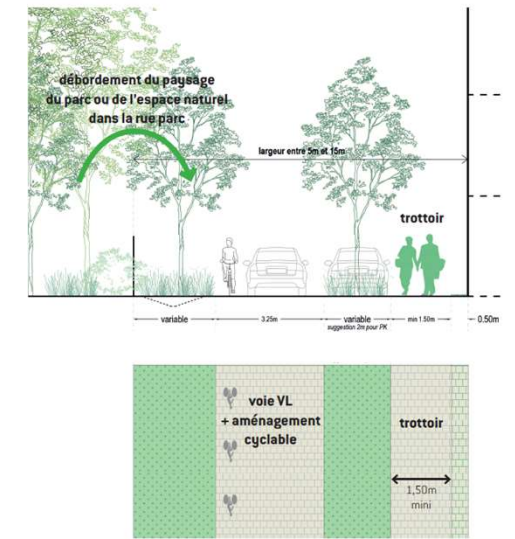 débordement du paysage
du parc ou de l'espace naturel
dans la rue parc
largeur entre 5m et 15m
trottoir
variable
3.25m
variable
suggestion 2m pour PK
min 1.50m
0.50m
voie VL
+ aménagement
cyclable
trottoir
1,50m
mini